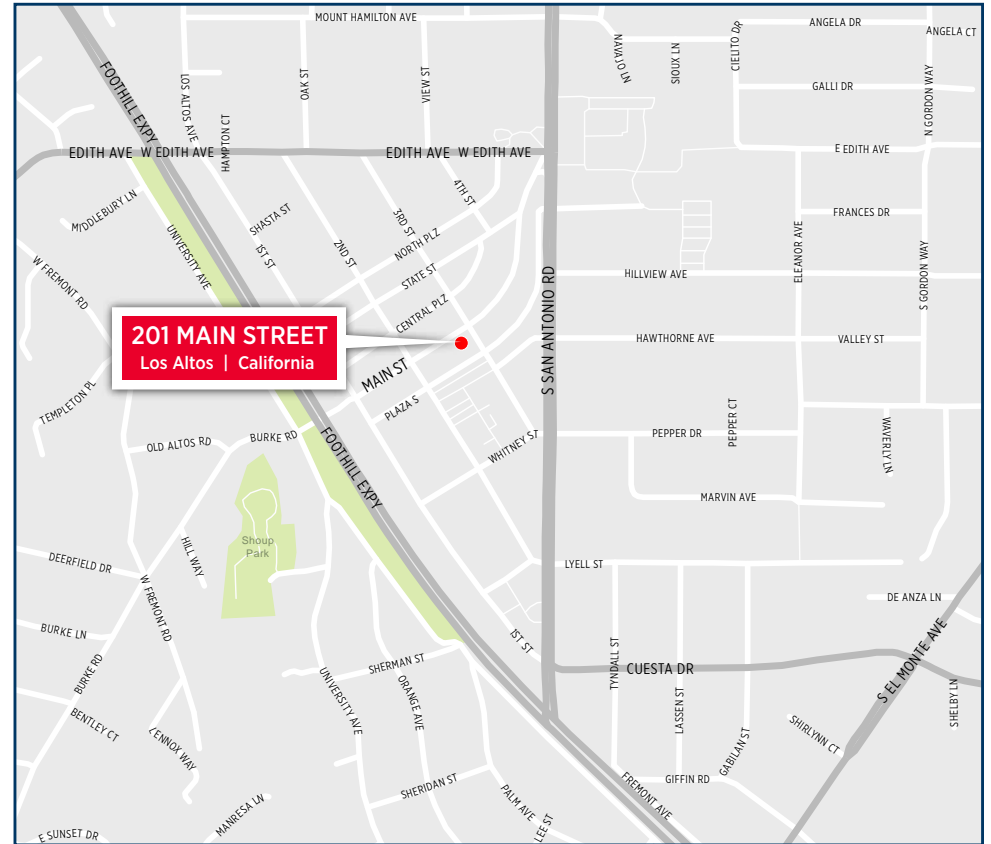 MOUNT HAMILTON AVE
ANGELA DR
ANGELA CT
NAVAJO LN
SIOUX LN
CIELITO DR
FOOTHILL EXPY
LOS ALTOS AVE
OAK ST
VIEW ST
GALLI DR
N GORDON WAY
HAMPTON CT
EDITH AVE
W EDITH AVE
EDITH AVE
W EDITH AVE
E EDITH AVE
MIDDLEBURY LN
4TH ST
SHASTA ST
3RD ST
FRANCES DR
UNIVERSITY AVE
1ST ST
2ND ST
NORTH PLZ
ELEANOR AVE
W FREMONT RD
STATE ST
HILLVIEW AVE
S GORDON WAY
S SAN ANTONIO RD
CENTRAL PLZ
201 MAIN STREET
Los Altos | California
HAWTHORNE AVE
VALLEY ST
MAIN ST
TEMPLETON PL
PLAZA S
PEPPER CT
OLD ALTOS RD
BURKE RD
WHITNEY ST
PEPPER DR
WAVERLY LN
FOOTHILL EXPY
MARVIN AVE
Shoup
Park
HILL WAY
DEERFIELD DR
LYELL ST
W FREMONT RD
DE ANZA LN
BURKE LN
1ST ST
TYNDALL ST
S EL MONTE AVE
BURKE RD
SHERMAN ST
CUESTA DR
UNIVERSITY AVE
ORANGE AVE
LASSEN ST
SHELBY LN
BENTLEY CT
LENNOX WAY
GABILAN ST
SHIRLYNN CT
SHERIDAN ST
GIFFIN RD
FREMONT AVE
PALM AVE
MANRESA LN
LEE ST
E SUNSET DR